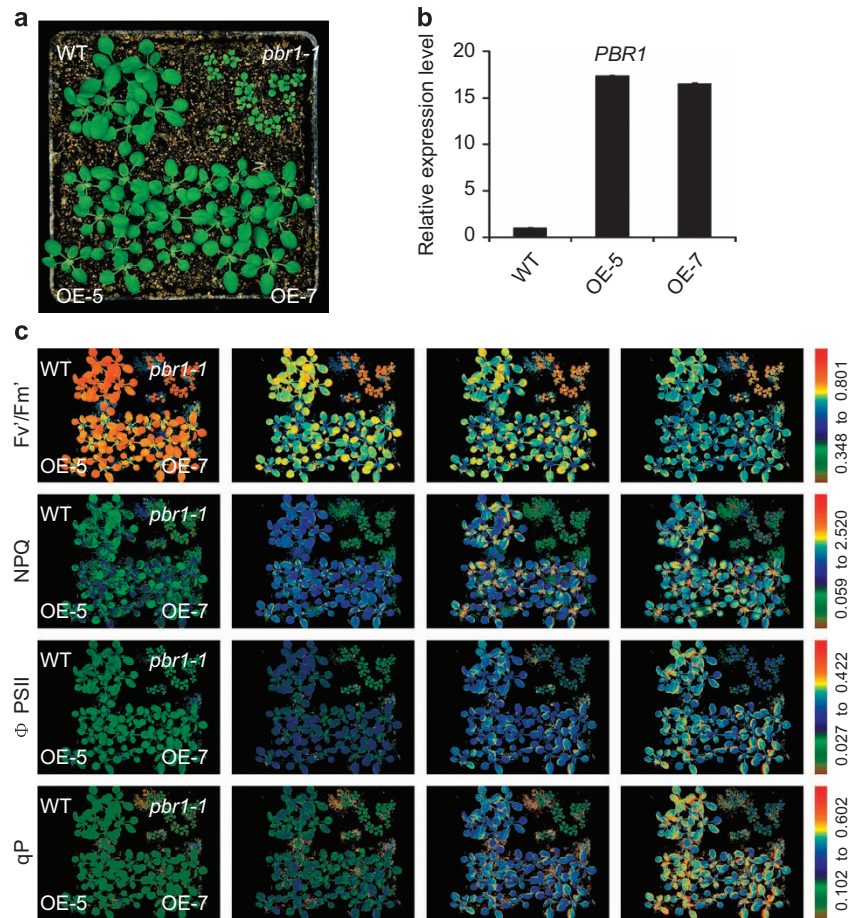 a
WT
pbr1-1
OE-5
OE-7
b
PBR1
Relative expression level
20
15
10
5
0
WT
OE-5
OE-7
c
Fv'/Fm'
WT
pbr1-1
OE-5
OE-7
0.348 to 0.801
NPQ
WT
pbr1-1
OE-5
OE-7
0.059 to 2.520
Φ PSII
WT
pbr1-1
OE-5
OE-7
0.027 to 0.422
qP
WT
pbr1-1
OE-5
OE-7
0.102 to 0.602